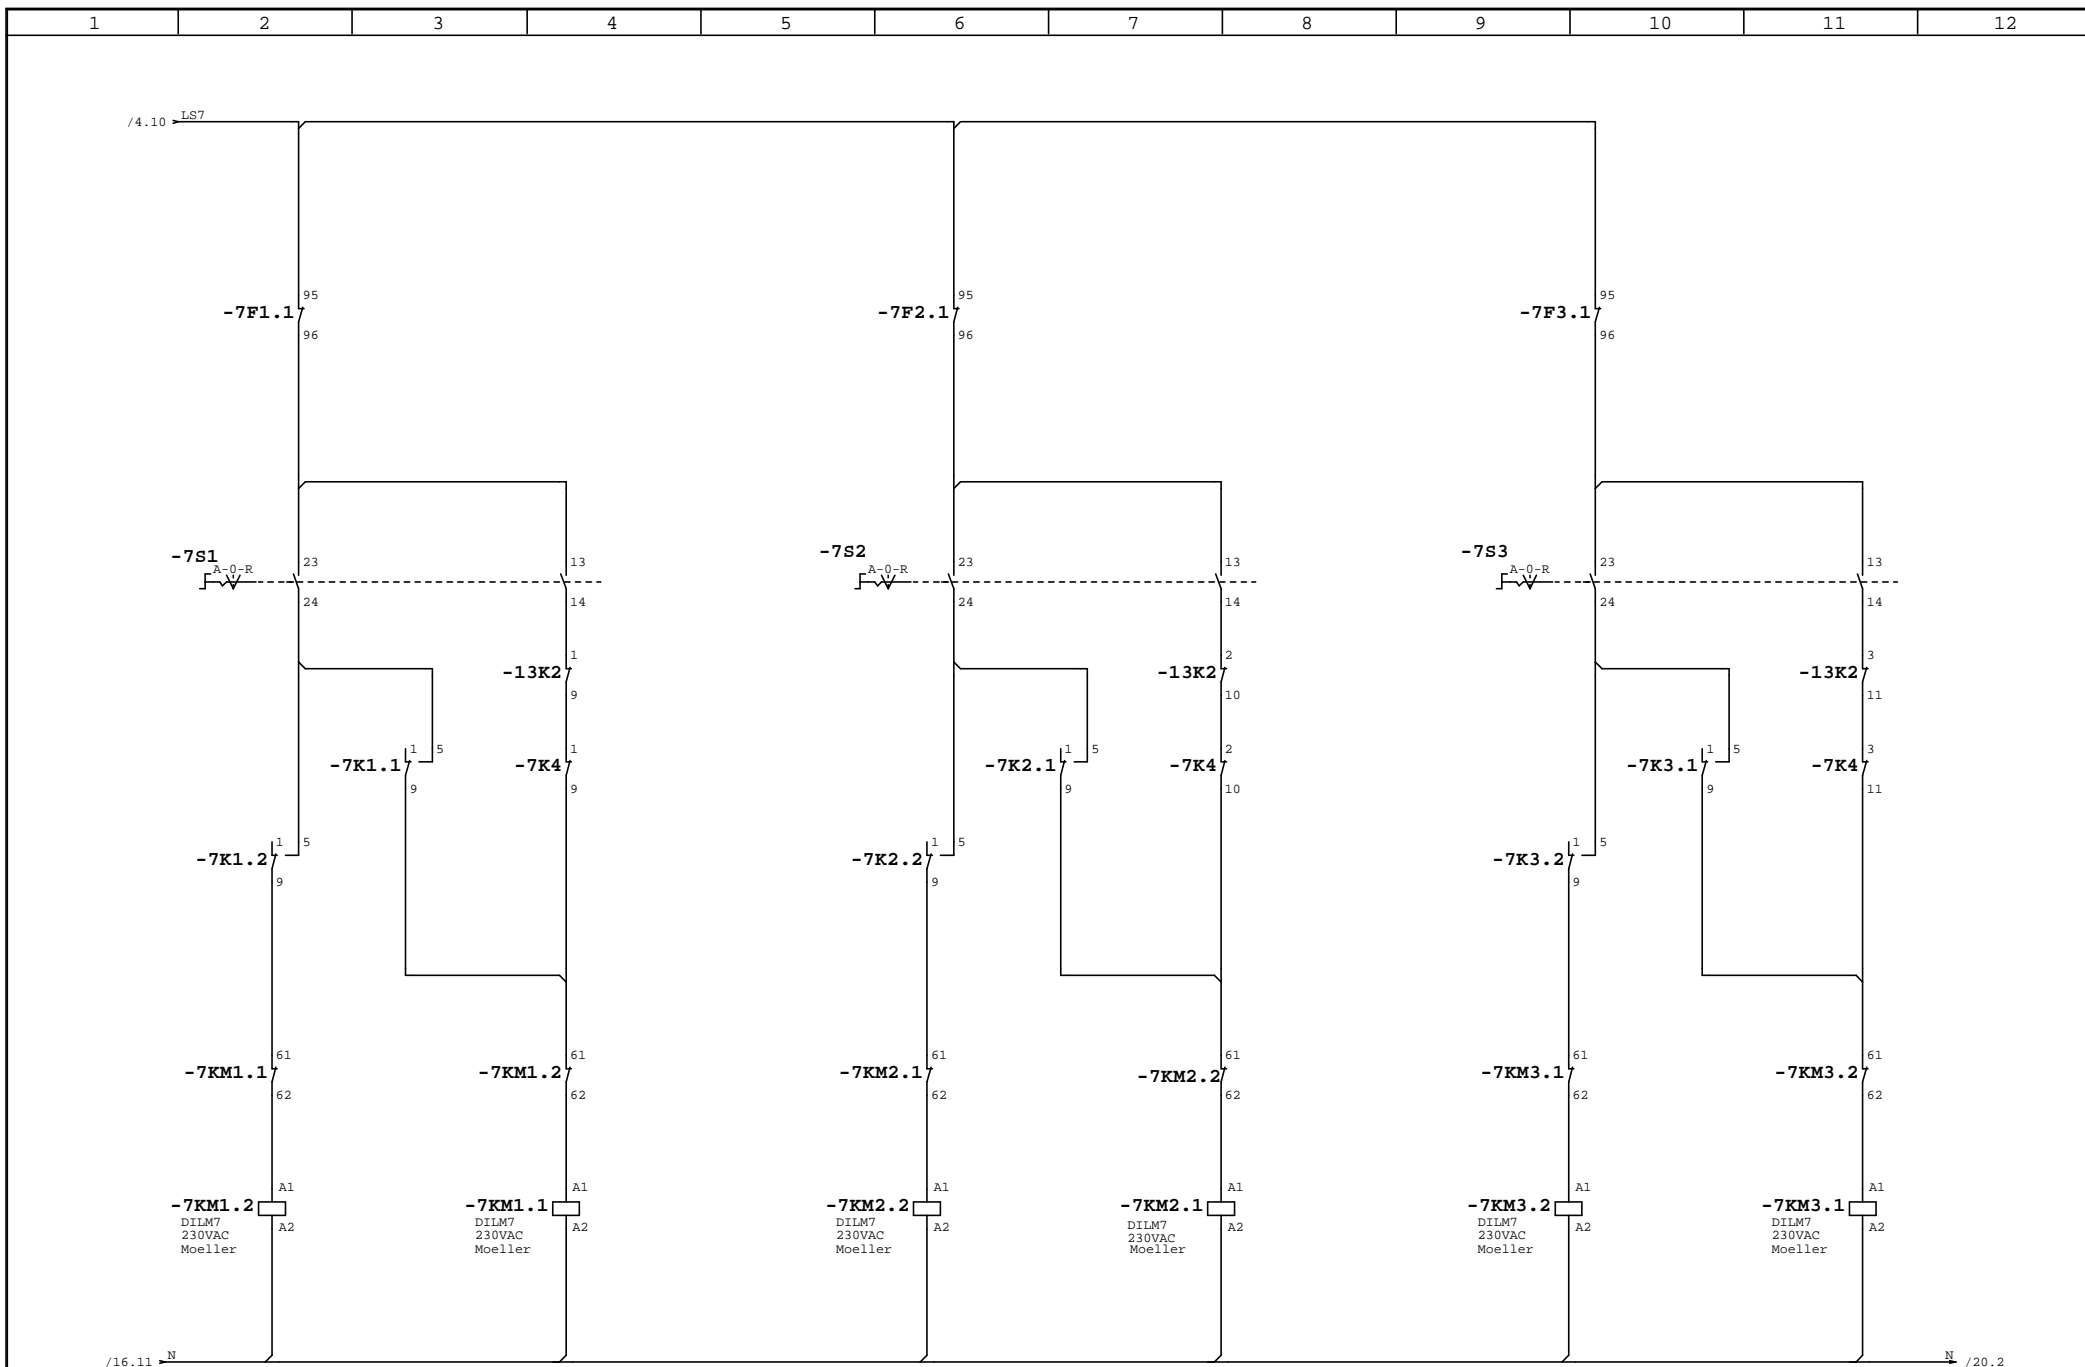 1 2 3 4 5 6 7 8 9 10 11 12
/4.10 LS7
95 95 95
-7F1.1 -7F2.1 -7F3.1
96 96 96
-7S1 -7S2 -7S3
23 13 23 13 23 13
A-0-R A-0-R A-0-R
24 14 24 14 24 14
1 2 3
-13K2 -13K2 -13K2
9 10 11
1 5 1 1 5 2 1 5 3
-7K1.1 -7K4 -7K2.1 -7K4 -7K3.1 -7K4
9 9 9 10 9 11
1 5 1 5 1 5
-7K1.2 -7K2.2 -7K3.2
9 9 9
61 61 61 61 61 61
-7KM1.1 -7KM1.2 -7KM2.1 -7KM2.2 -7KM3.1 -7KM3.2
62 62 62 62 62 62
A1 A1 A1 A1 A1 A1
-7KM1.2 -7KM1.1 -7KM2.2 -7KM2.1 -7KM3.2 -7KM3.1
DILM7 A2 DILM7 A2 DILM7 A2 DILM7 A2 DILM7 A2 DILM7 A2
230VAC 230VAC 230VAC 230VAC 230VAC 230VAC
Moeller Moeller Moeller Moeller Moeller Moeller
/16.11 N N /20.2